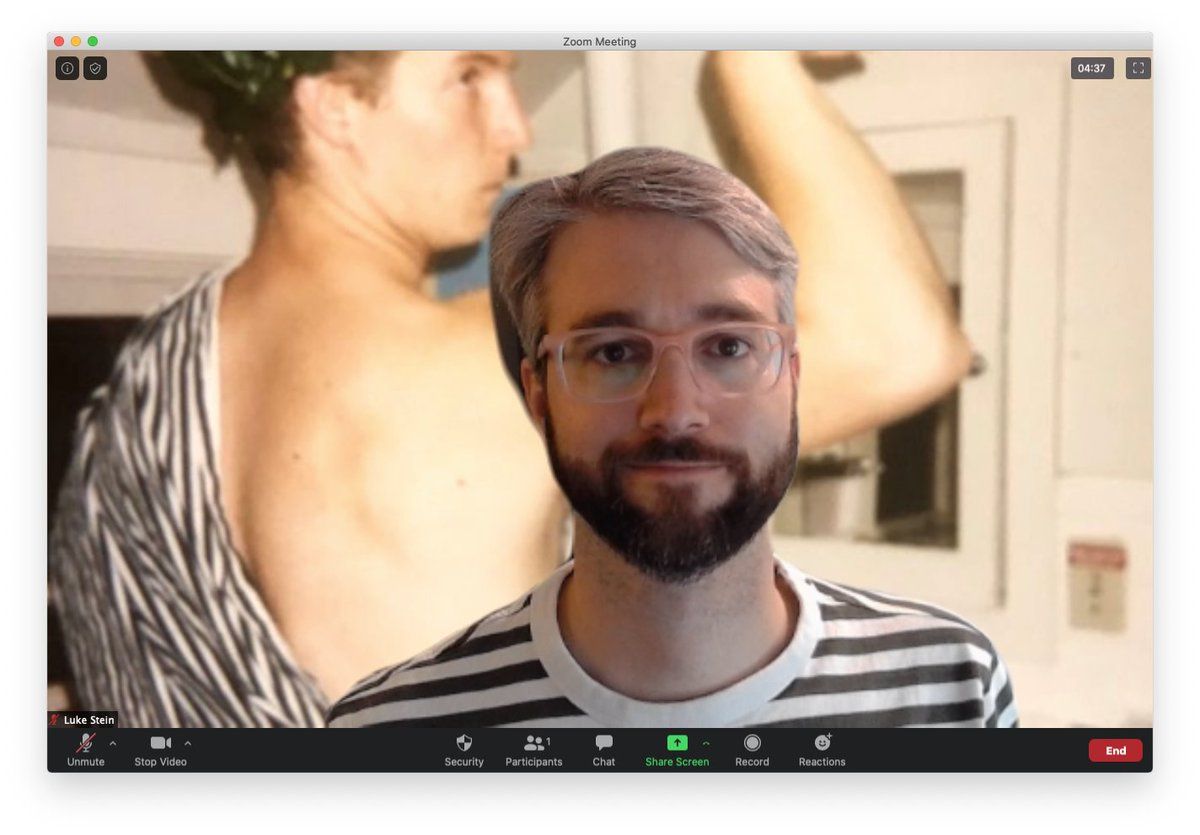 Zoom Meeting
04:37
Luke Stein
Unmute
Stop Video
Security
Participants
1
Chat
Share Screen
Record
Reactions
End